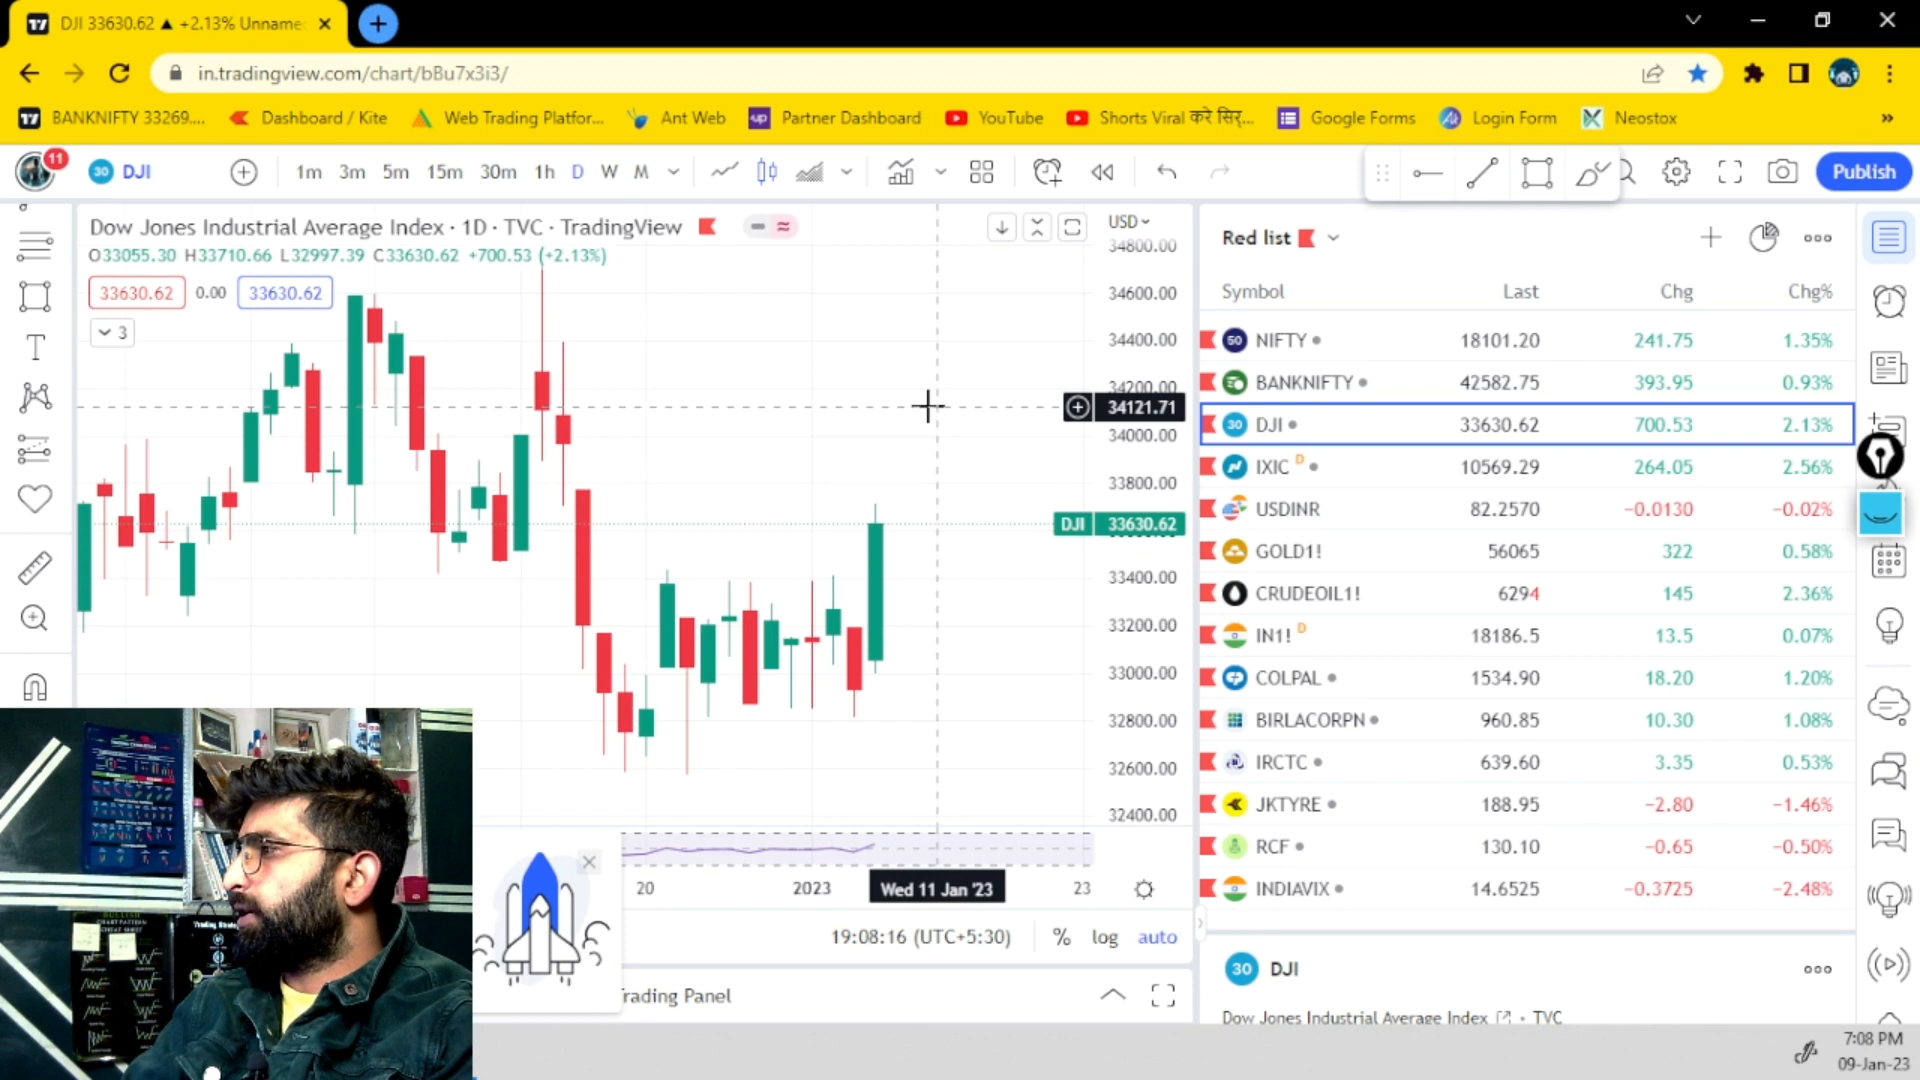 DJI 33630.62 ▲ +2.13% Unname
in.tradingview.com/chart/bBu7x3i3/
BANKNIFTY 33269.... Dashboard / Kite Web Trading Platfor... Ant Web Partner Dashboard YouTube Shorts Viral करे सिर्... Google Forms Login Form Neostox »
11 30 DJI 1m 3m 5m 15m 30m 1h D W M Publish
Dow Jones Industrial Average Index · 1D · TVC · TradingView
O33055.30 H33710.66 L32997.39 C33630.62 +700.53 (+2.13%)
33630.62 0.00 33630.62
3
USD
34800.00
34600.00
34400.00
34200.00
34121.71
34000.00
33800.00
DJI 33630.62
33400.00
33200.00
33000.00
32800.00
32600.00
32400.00
20 2023 Wed 11 Jan '23 23
19:08:16 (UTC+5:30) % log auto
Trading Panel
Red list
Symbol Last Chg Chg%
50 NIFTY 18101.20 241.75 1.35%
BANKNIFTY 42582.75 393.95 0.93%
30 DJI 33630.62 700.53 2.13%
IXIC D 10569.29 264.05 2.56%
USDINR 82.2570 −0.0130 −0.02%
GOLD1! 56065 322 0.58%
CRUDEOIL1! 6294 145 2.36%
IN1! D 18186.5 13.5 0.07%
COLPAL 1534.90 18.20 1.20%
BIRLACORPN 960.85 10.30 1.08%
IRCTC 639.60 3.35 0.53%
JKTYRE 188.95 −2.80 −1.46%
RCF 130.10 −0.65 −0.50%
INDIAVIX 14.6525 −0.3725 −2.48%
30 DJI
Dow Jones Industrial Average Index • TVC
BULLISH
CHART PATTERN
CHEAT SHEET
7:08 PM
09-Jan-23